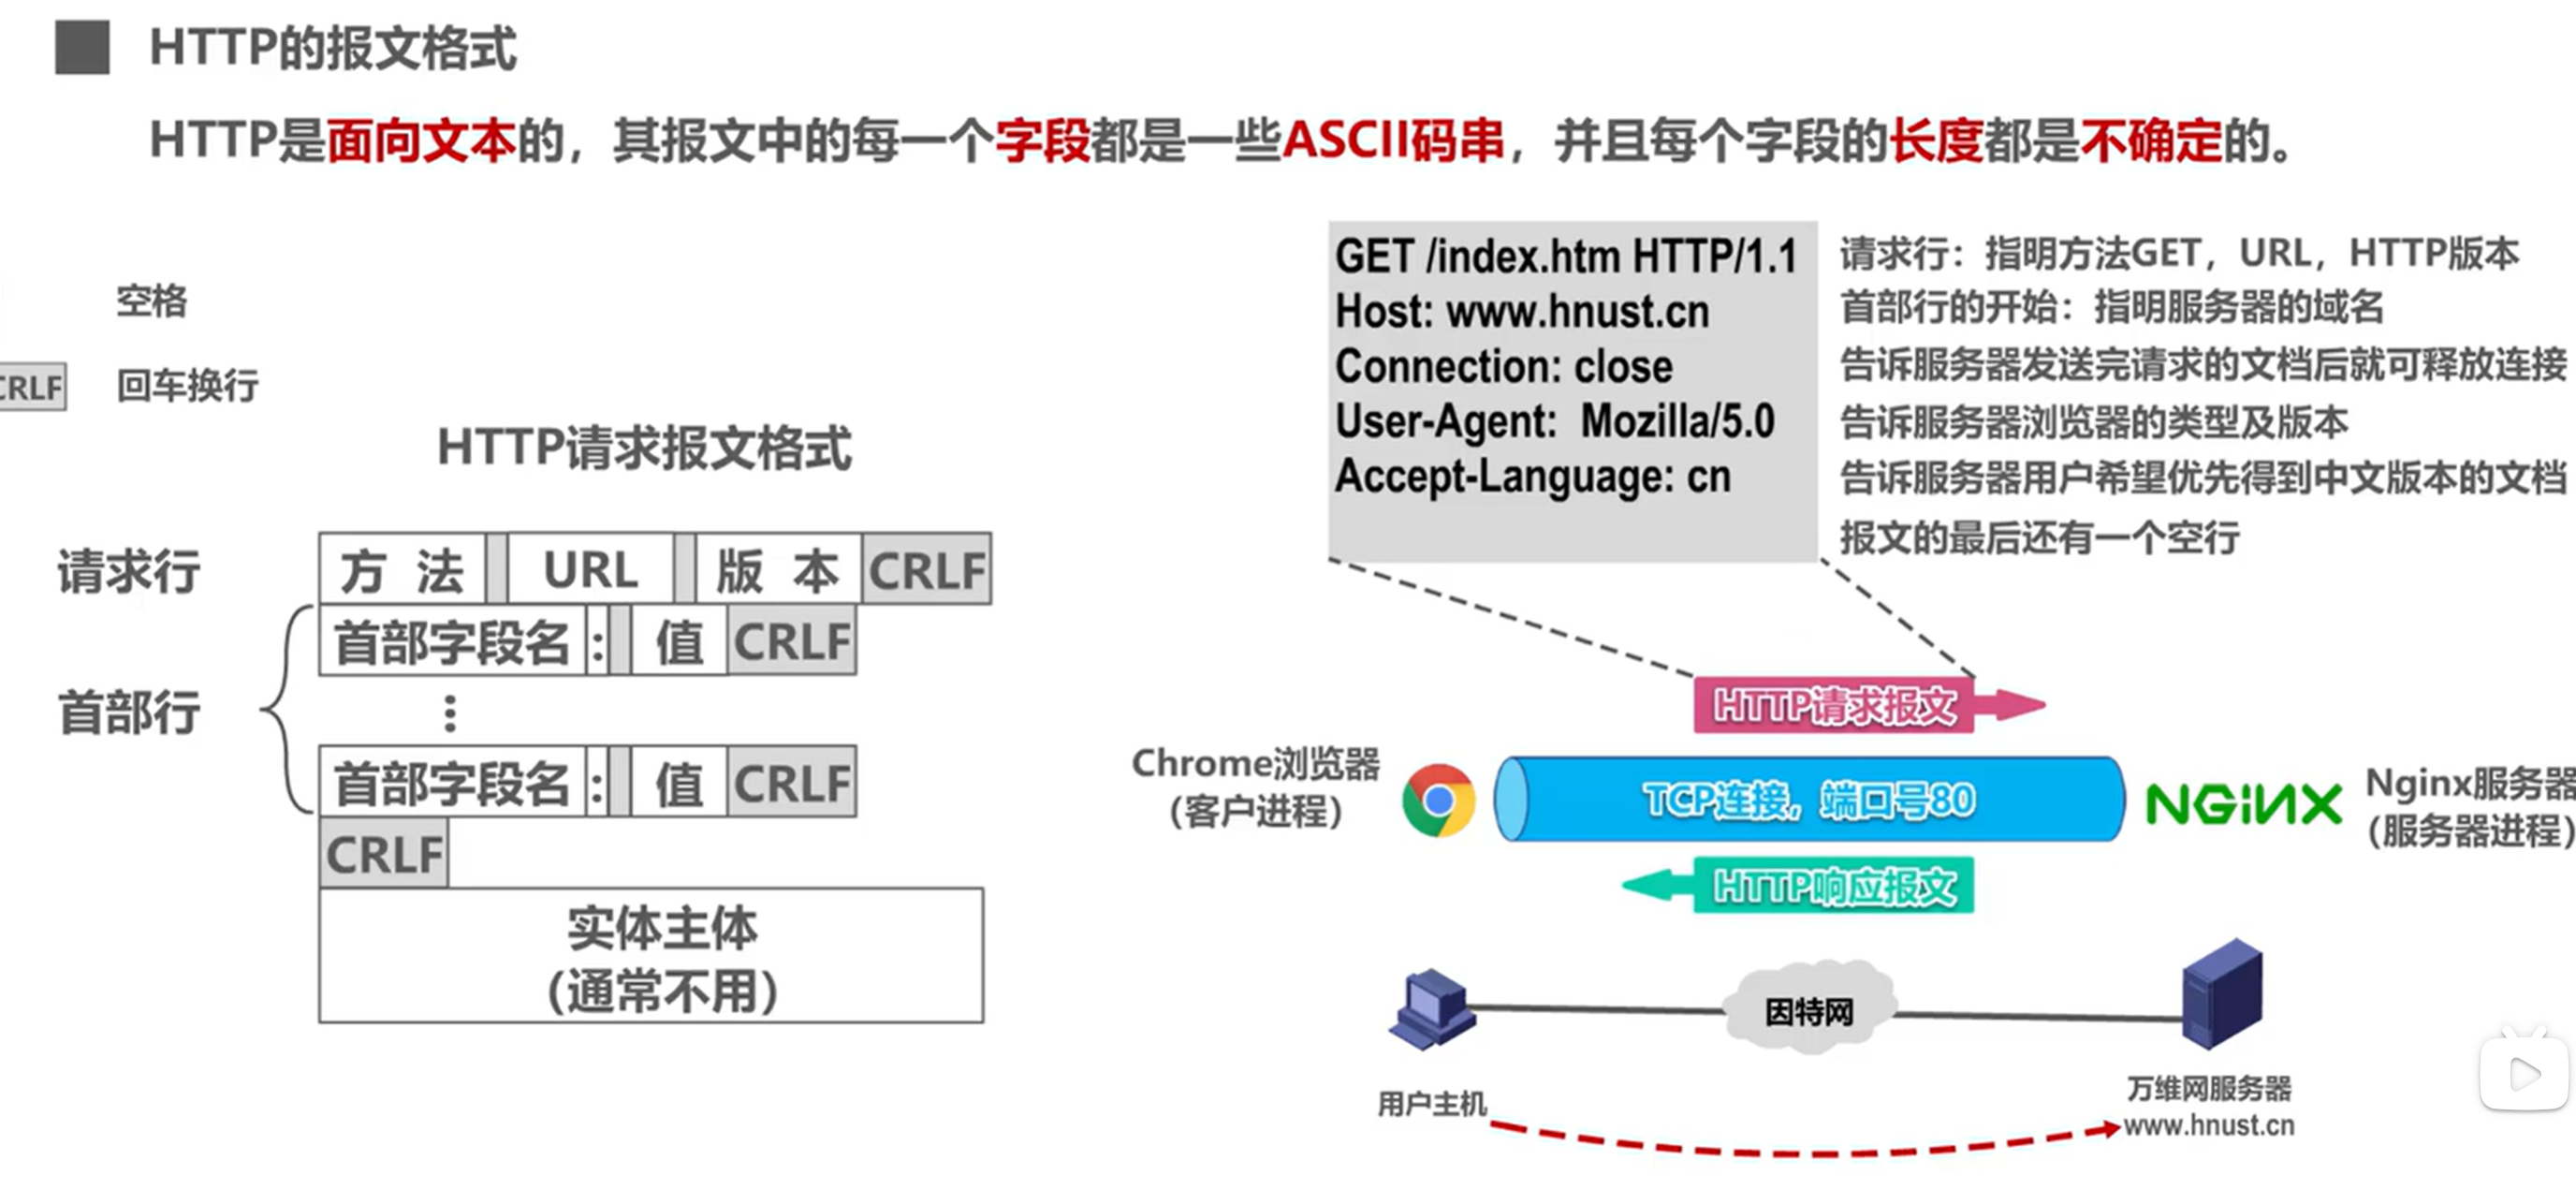 HTTP的报文格式
HTTP是面向文本的，其报文中的每一个字段都是一些ASCII码串，并且每个字段的长度都是不确定的。
空格
CRLF 回车换行
HTTP请求报文格式
请求行 方 法 URL 版 本 CRLF
首部行
首部字段名 : 值 CRLF
⋮
首部字段名 : 值 CRLF
CRLF
实体主体
（通常不用）
GET /index.htm HTTP/1.1 请求行：指明方法GET，URL，HTTP版本
Host: www.hnust.cn 首部行的开始：指明服务器的域名
Connection: close 告诉服务器发送完请求的文档后就可释放连接
User-Agent:  Mozilla/5.0 告诉服务器浏览器的类型及版本
Accept-Language: cn 告诉服务器用户希望优先得到中文版本的文档
报文的最后还有一个空行
HTTP请求报文
Chrome浏览器
（客户进程）
TCP连接，端口号80
NGINX
Nginx服务器
（服务器进程）
HTTP响应报文
因特网
用户主机
万维网服务器
www.hnust.cn